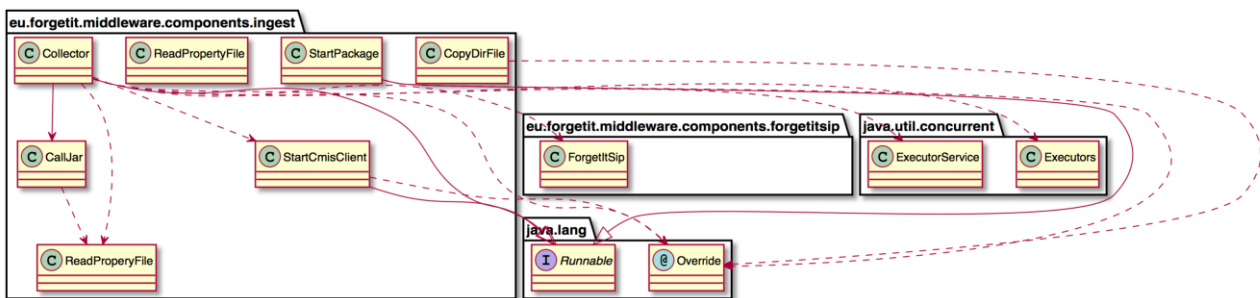 eu.forgetit.middleware.components.ingest
C Collector
C ReadPropertyFile
C StartPackage
C CopyDirFile
eu.forgetit.middleware.components.forgetitsip
java.util.concurrent
C CallJar
C StartCmisClient
C ForgetItSip
C ExecutorService
C Executors
java.lang
C ReadProperyFile
I Runnable
@ Override